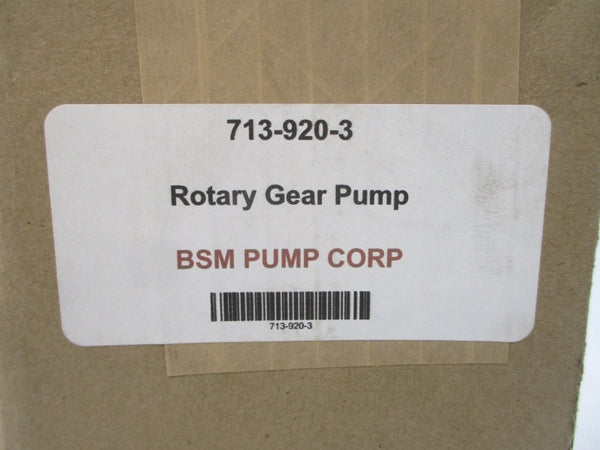 713-920-3
Rotary Gear Pump
BSM PUMP CORP
713-920-3